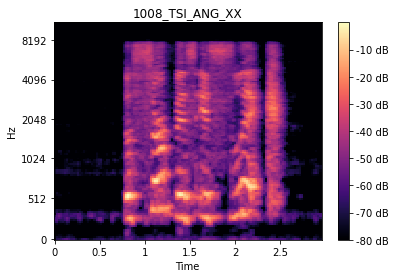 1008_TSI_ANG_XX
8192
4096
2048
1024
512
0
Hz
0 0.5 1 1.5 2 2.5
Time
-10 dB
-20 dB
-30 dB
-40 dB
-50 dB
-60 dB
-70 dB
-80 dB